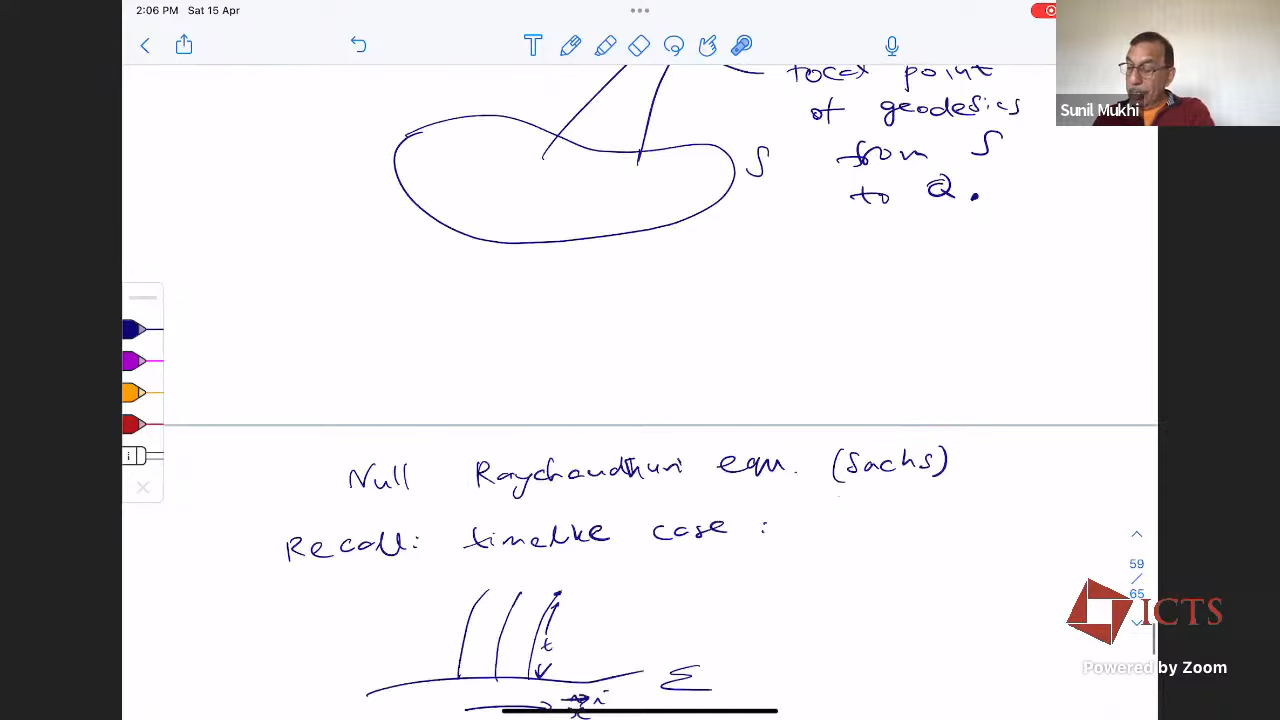 2:06 PM Sat 15 Apr
T
Sunil Mukhi
focal point
of geodesics
from S
to Q.
S
i
Null Raychaudhuri eqn. (Sachs)
Recall: timelike case :
59
/
65
t
Σ
x i
ICTS
Powered by Zoom